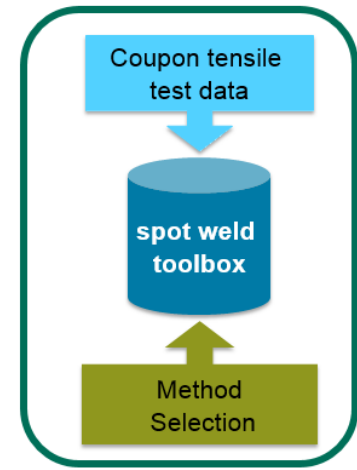 Coupon tensile
test data
spot weld
toolbox
Method
Selection